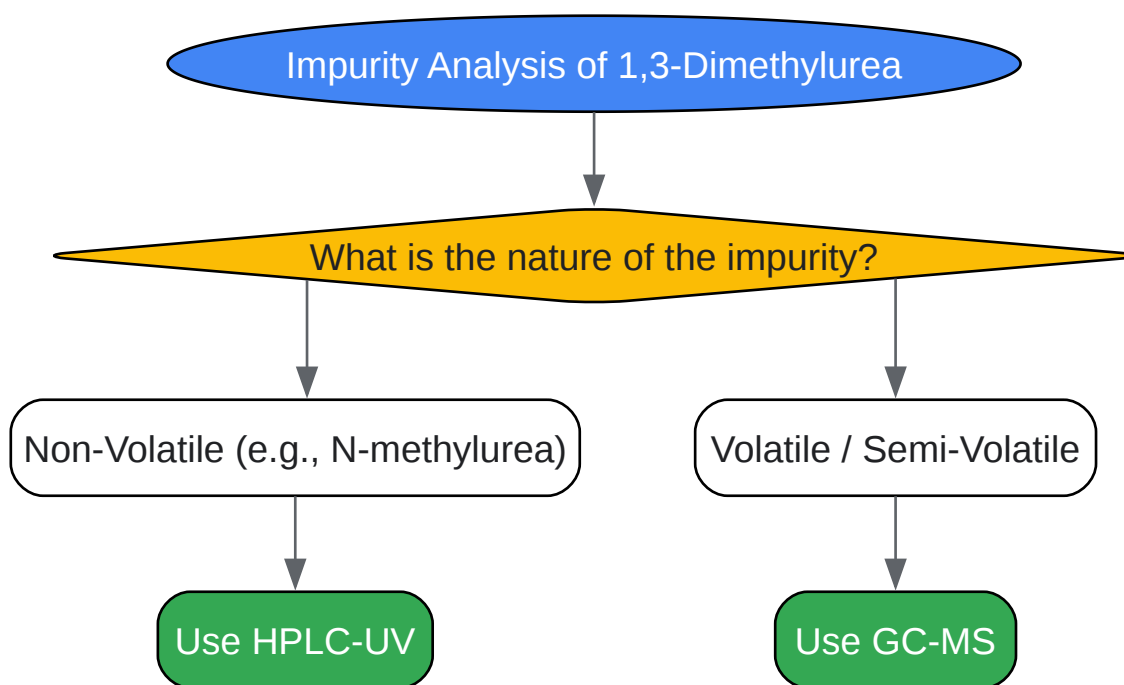 Impurity Analysis of 1,3-Dimethylurea
What is the nature of the impurity?
Non-Volatile (e.g., N-methylurea)
Volatile / Semi-Volatile
Use HPLC-UV
Use GC-MS